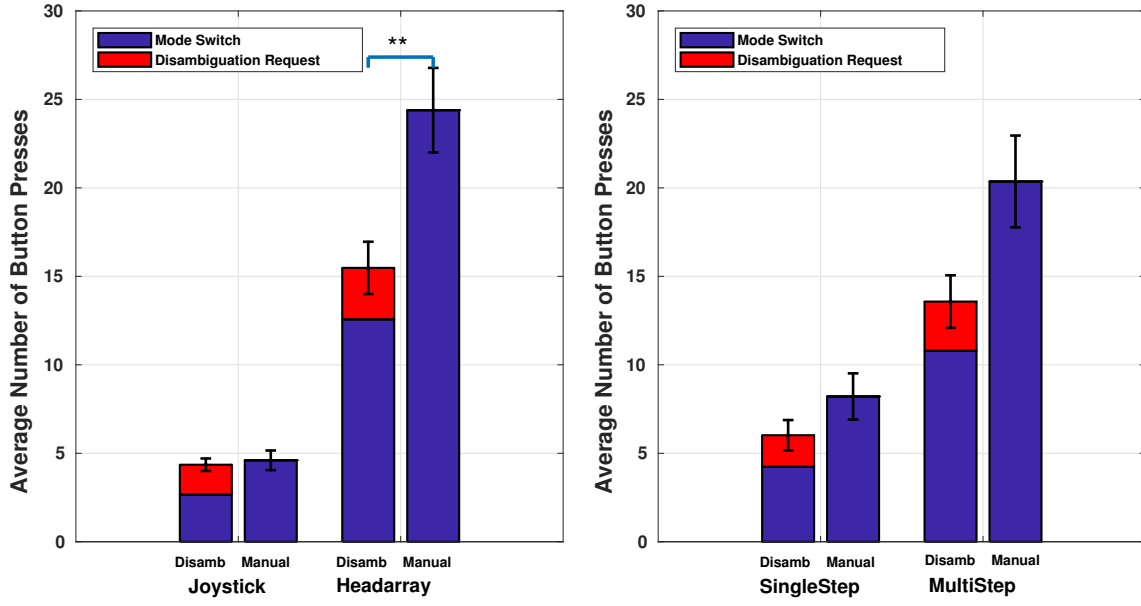 Average Number of Button Presses
30
25
20
15
10
5
0
Mode Switch
Disambiguation Request
**
Disamb Manual Disamb Manual
Joystick Headarray
Average Number of Button Presses
30
25
20
15
10
5
0
Mode Switch
Disambiguation Request
Disamb Manual Disamb Manual
SingleStep MultiStep